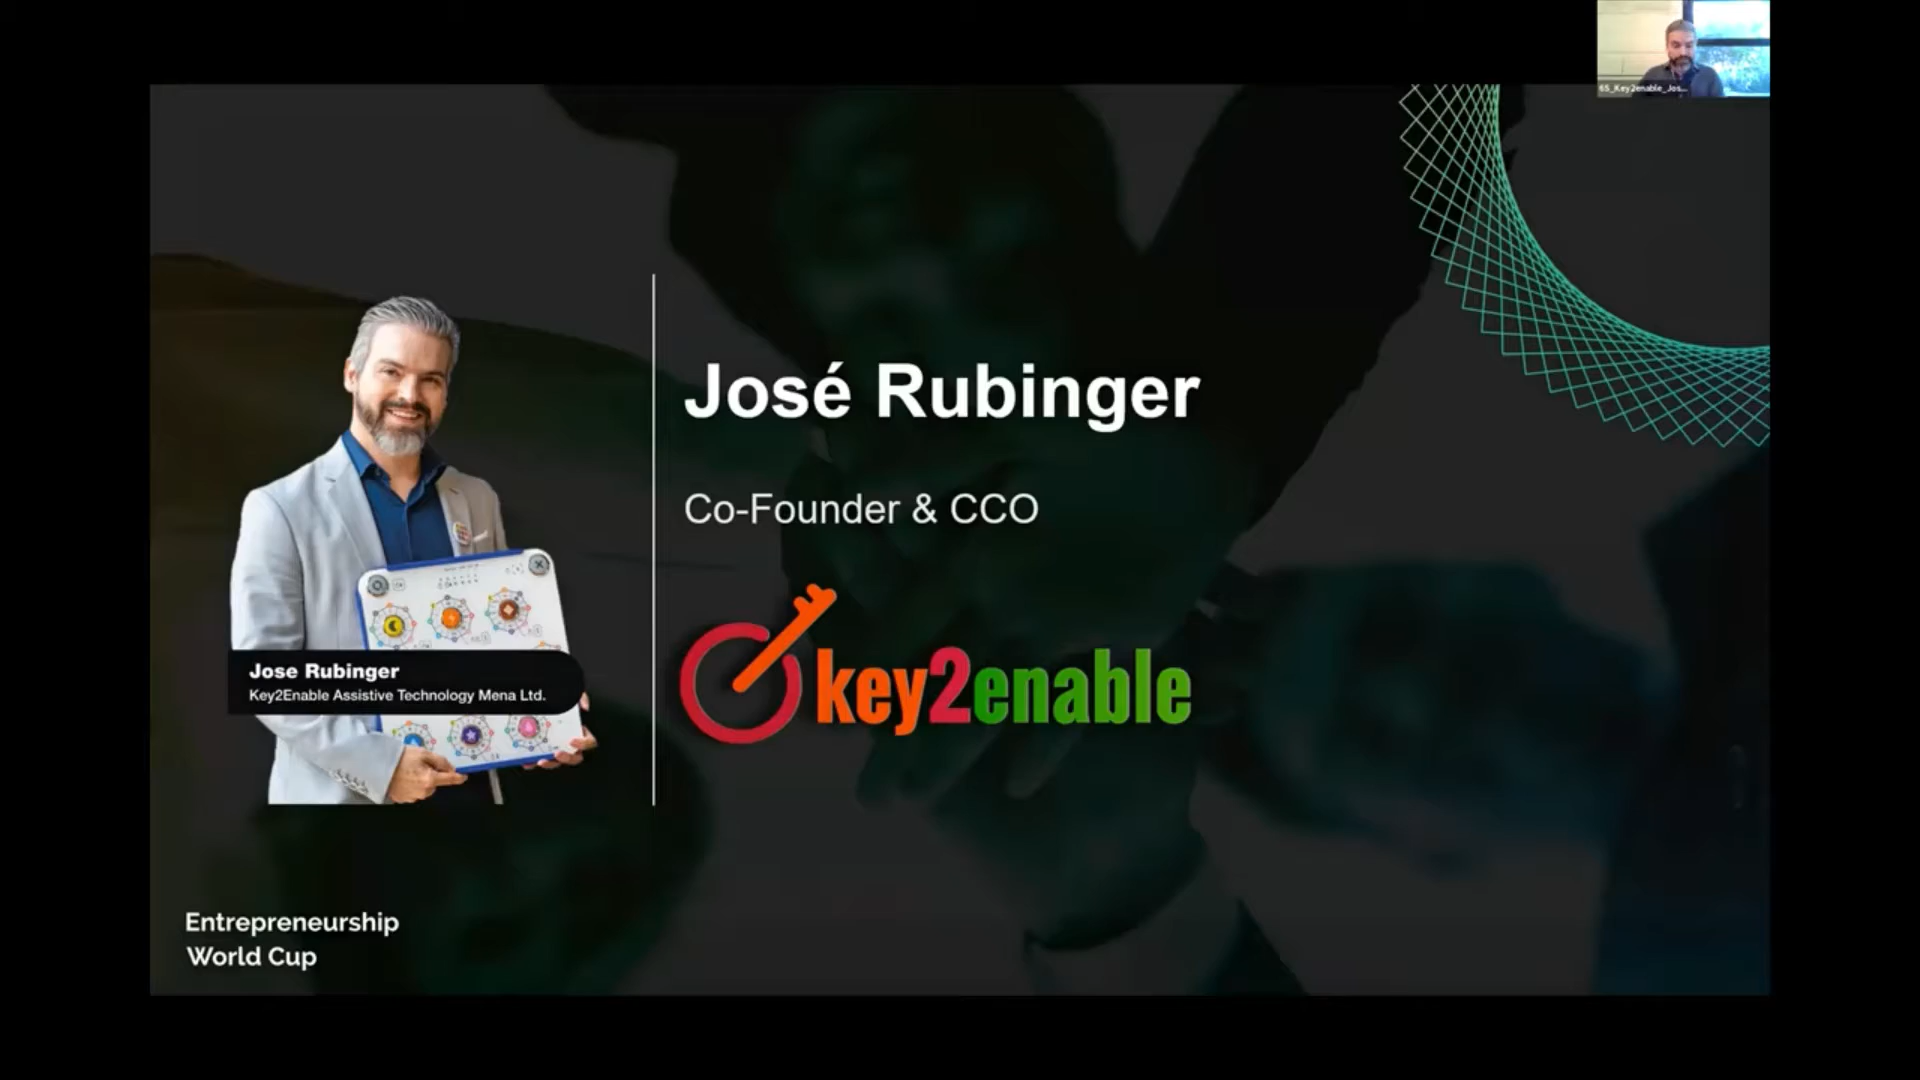 65_Key2enable_Jos...
José Rubinger
Co-Founder & CCO
key2enable
Jose Rubinger
Key2Enable Assistive Technology Mena Ltd.
Entrepreneurship
World Cup